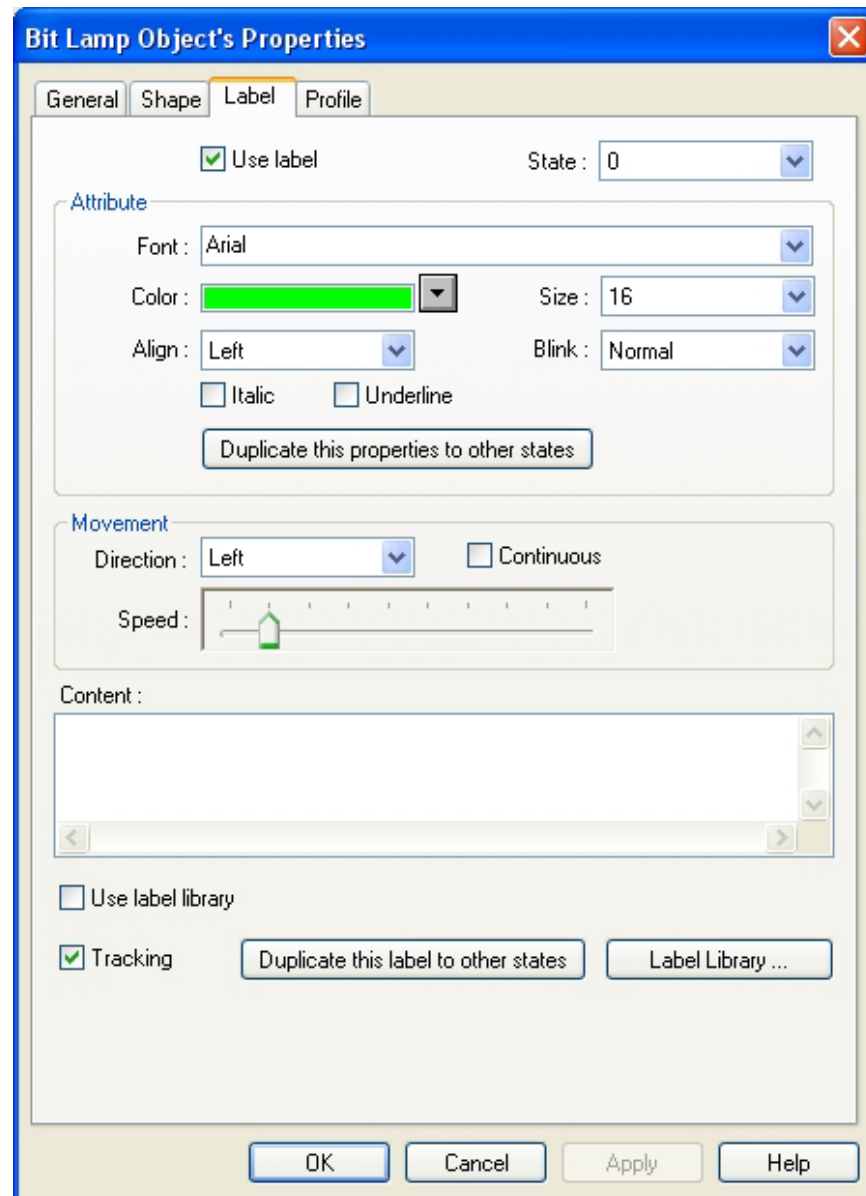 Bit Lamp Object's Properties
General Shape Label Profile
Use label State : 0
Attribute
Font : Arial
Color : Size : 16
Align : Left Blink : Normal
Italic Underline
Duplicate this properties to other states
Movement
Direction : Left Continuous
Speed :
Content :
Use label library
Tracking Duplicate this label to other states Label Library ...
OK Cancel Apply Help